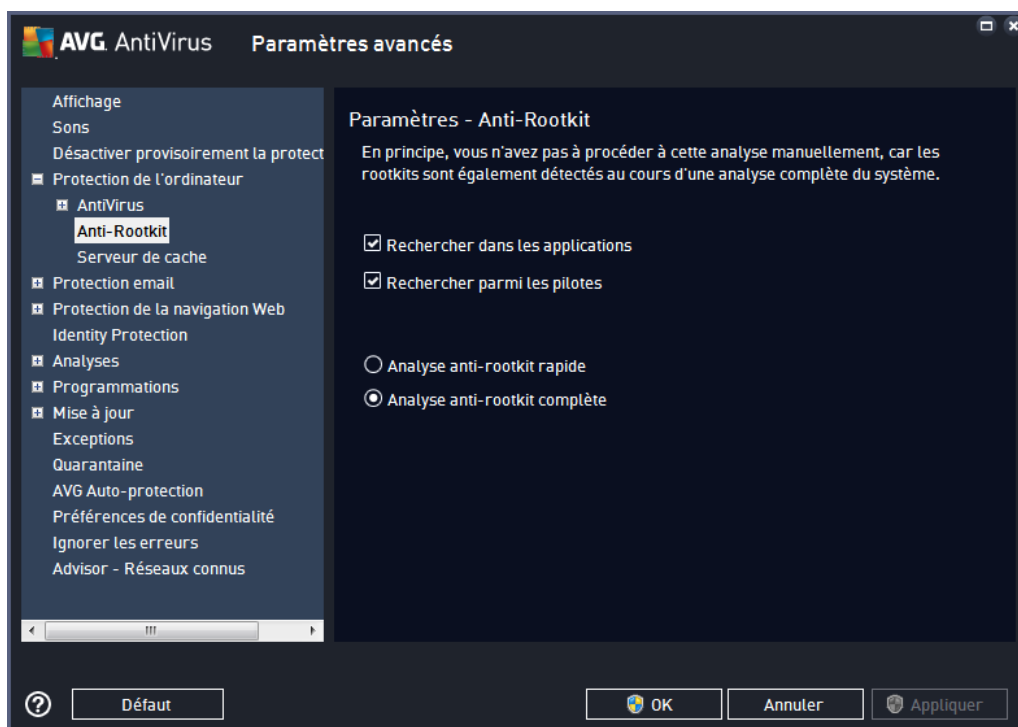 AVG. AntiVirus Paramètres avancés
Affichage
Sons
Désactiver provisoirement la protect
Protection de l'ordinateur
AntiVirus
Anti-Rootkit
Serveur de cache
Protection email
Protection de la navigation Web
Identity Protection
Analyses
Programmations
Mise à jour
Exceptions
Quarantaine
AVG Auto-protection
Préférences de confidentialité
Ignorer les erreurs
Advisor - Réseaux connus
Paramètres - Anti-Rootkit
En principe, vous n'avez pas à procéder à cette analyse manuellement, car les
rootkits sont également détectés au cours d'une analyse complète du système.
Rechercher dans les applications
Rechercher parmi les pilotes
Analyse anti-rootkit rapide
Analyse anti-rootkit complète
Défaut
OK
Annuler
Appliquer